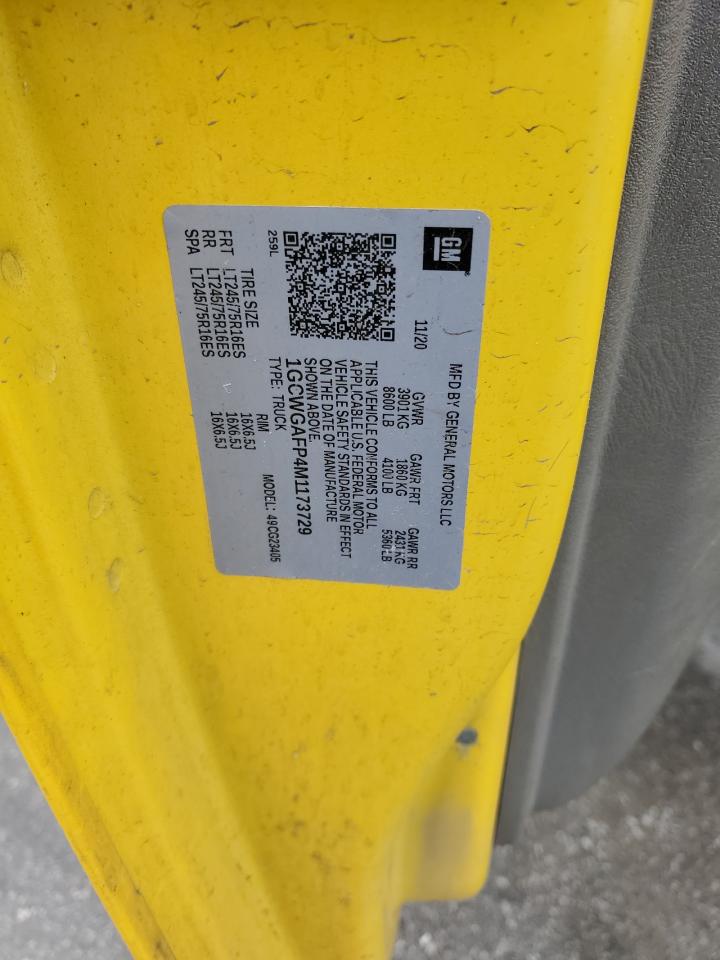 GM
MFD BY GENERAL MOTORS LLC
11/20 GVWR GAWR FRT GAWR RR
3901 KG 1860 KG 2431 KG
8600 LB 4100 LB 5360 LB
THIS VEHICLE CONFORMS TO ALL
APPLICABLE U.S. FEDERAL MOTOR
VEHICLE SAFETY STANDARDS IN EFFECT
ON THE DATE OF MANUFACTURE
SHOWN ABOVE.
1GCWGAFP4M1173729
259L TYPE: TRUCK MODEL: 49CG23405
TIRE SIZE RIM
FRT LT245/75R16ES 16X6.5J
RR LT245/75R16ES 16X6.5J
SPA LT245/75R16ES 16X6.5J